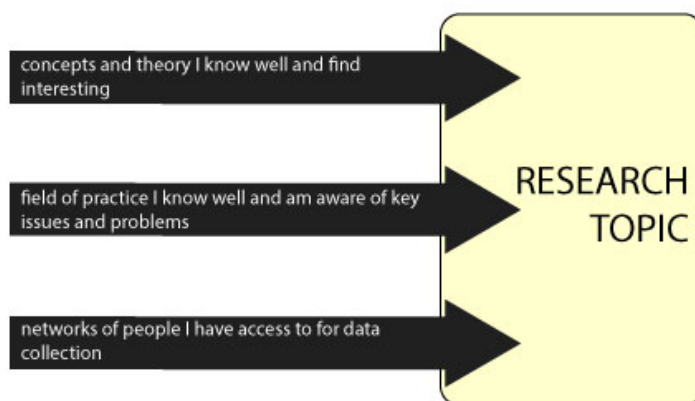 concepts and theory I know well and find
interesting
field of practice I know well and am aware of key
issues and problems
RESEARCH
TOPIC
networks of people I have access to for data
collection